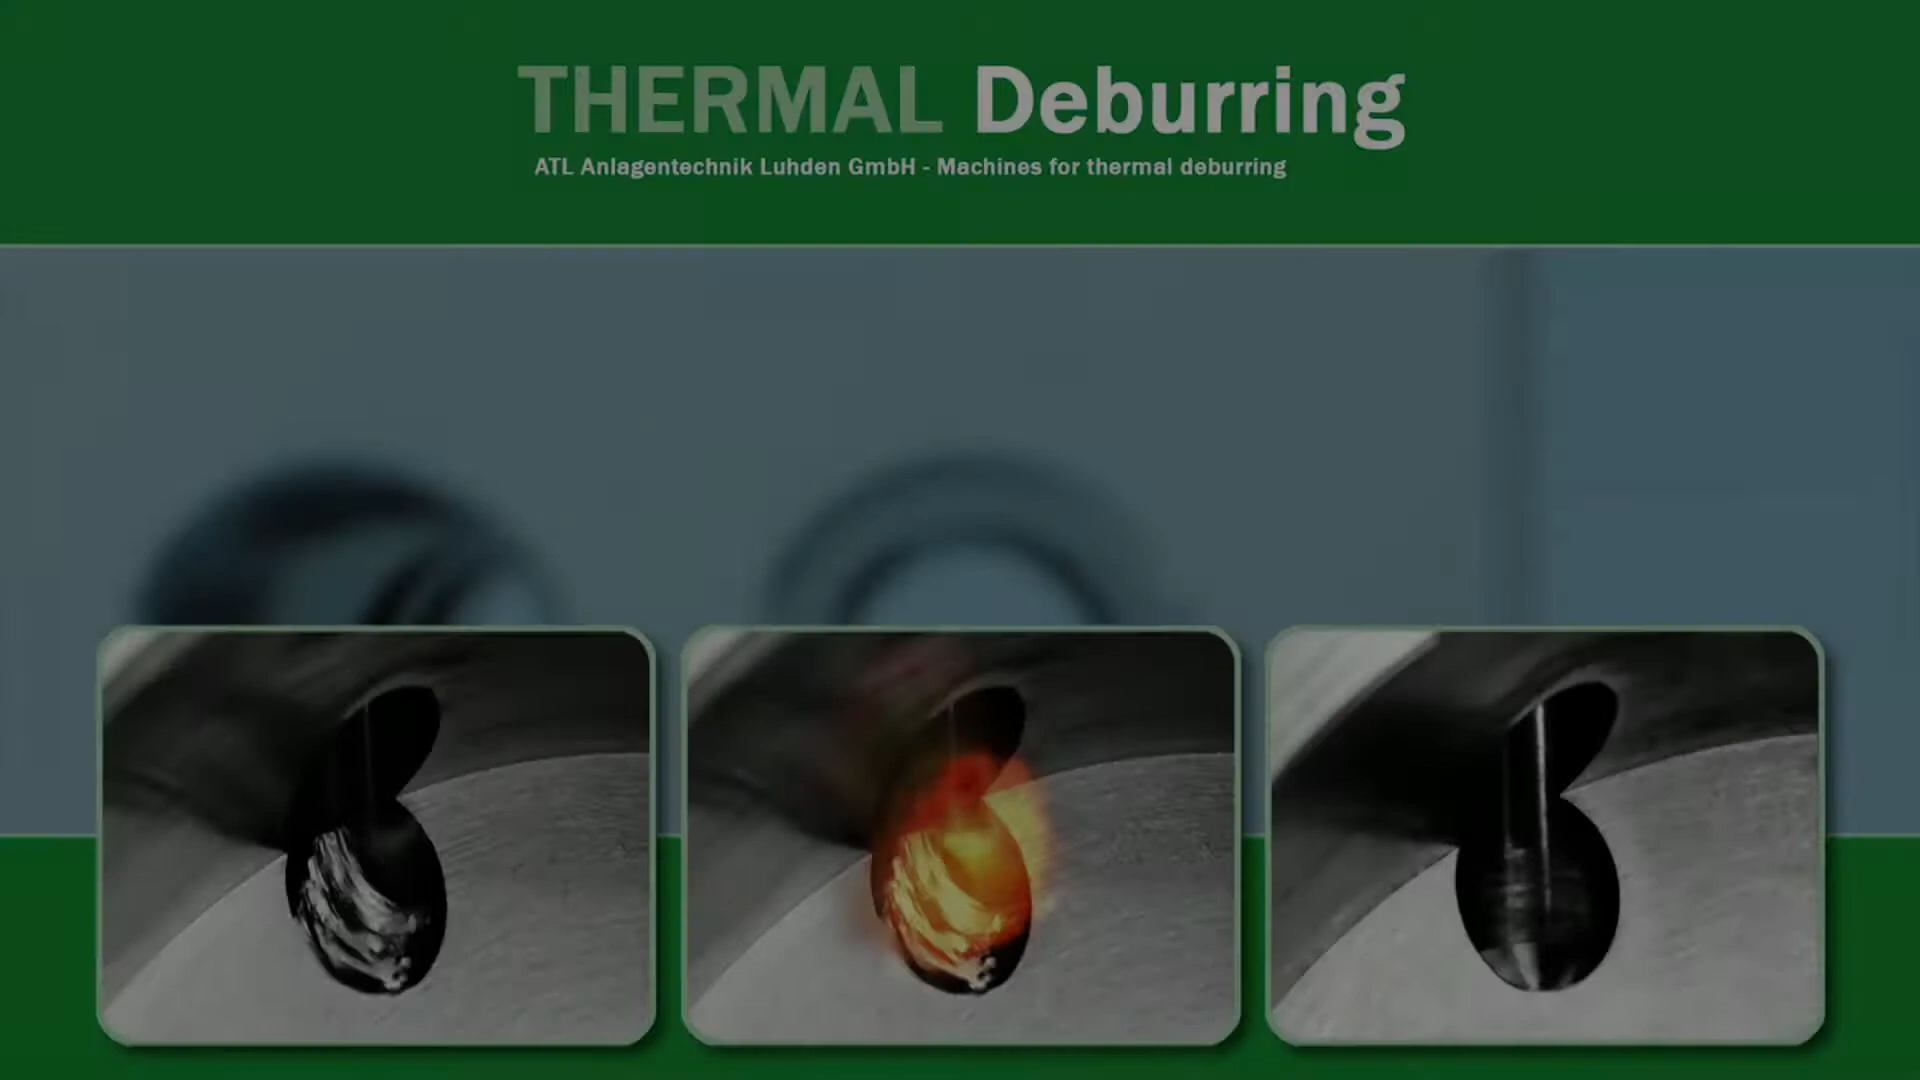 THERMAL Deburring
ATL Anlagentechnik Luhden GmbH - Machines for thermal deburring